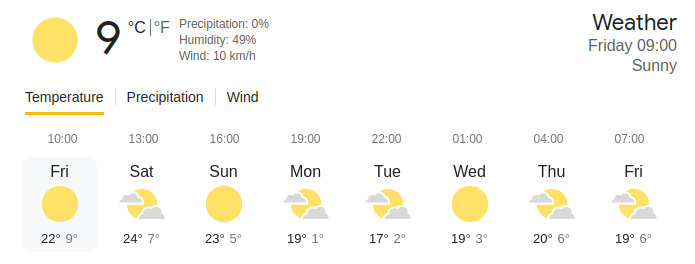 9 °C | °F
Precipitation: 0%
Humidity: 49%
Wind: 10 km/h
Weather
Friday 09:00
Sunny
Temperature | Precipitation | Wind
10:00 13:00 16:00 19:00 22:00 01:00 04:00 07:00
Fri Sat Sun Mon Tue Wed Thu Fri
22° 9° 24° 7° 23° 5° 19° 1° 17° 2° 19° 3° 20° 6° 19° 6°